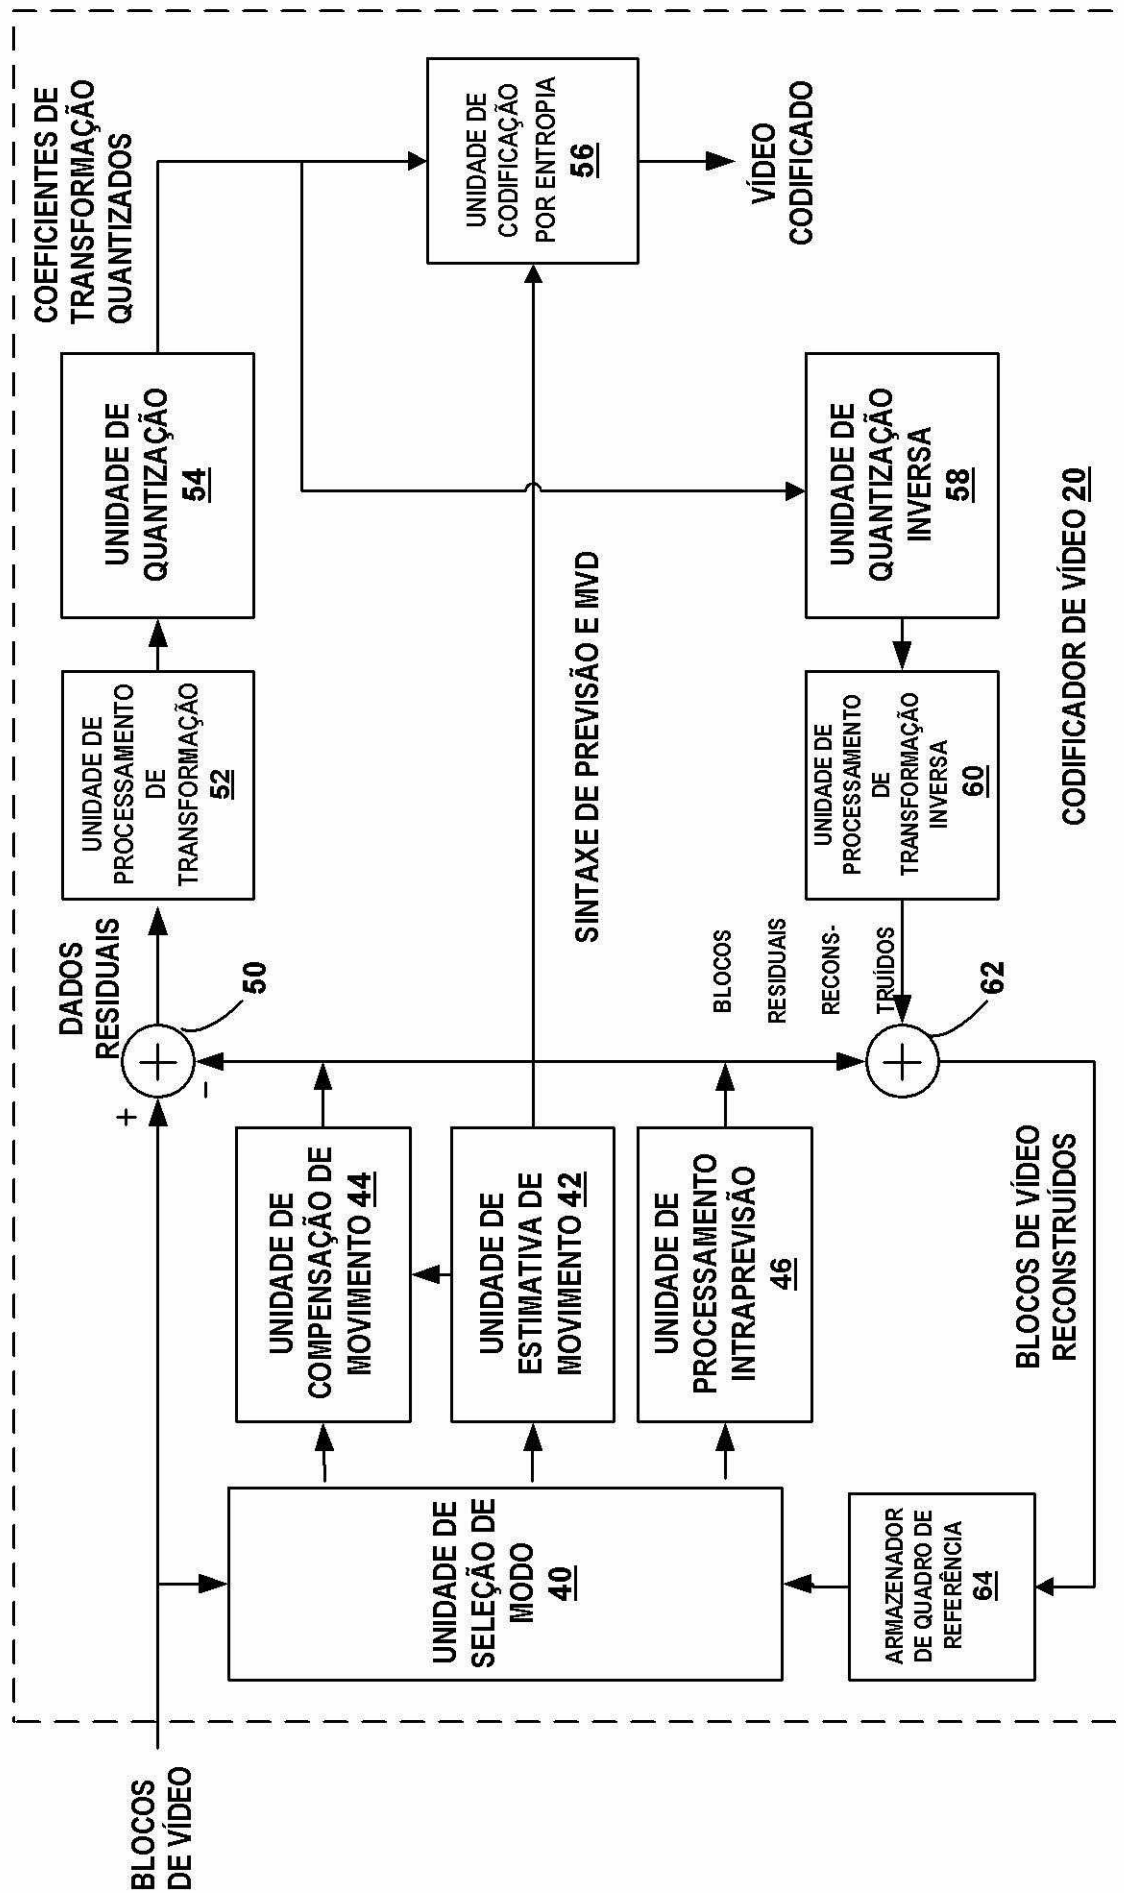 BLOCOS
DE VÍDEO
+
-
50
DADOS
RESIDUAIS
UNIDADE DE
PROCESSAMENTO
DE
TRANSFORMAÇÃO
52
UNIDADE DE
QUANTIZAÇÃO
54
COEFICIENTES DE
TRANSFORMAÇÃO
QUANTIZADOS
UNIDADE DE
CODIFICAÇÃO
POR ENTROPIA
56
VÍDEO
CODIFICADO
UNIDADE DE
SELEÇÃO DE
MODO
40
UNIDADE DE
COMPENSAÇÃO DE
MOVIMENTO 44
UNIDADE DE
ESTIMATIVA DE
MOVIMENTO 42
UNIDADE DE
PROCESSAMENTO
INTRAPREVISÃO
46
SINTAXE DE PREVISÃO E MVD
UNIDADE DE
QUANTIZAÇÃO
INVERSA
58
UNIDADE DE
PROCESSAMENTO
DE
TRANSFORMAÇÃO
INVERSA
60
BLOCOS
RESIDUAIS
RECONS-
TRUÍDOS
62
ARMAZENADOR
DE QUADRO DE
REFERÊNCIA
64
BLOCOS DE VÍDEO
RECONSTRUÍDOS
CODIFICADOR DE VÍDEO 20